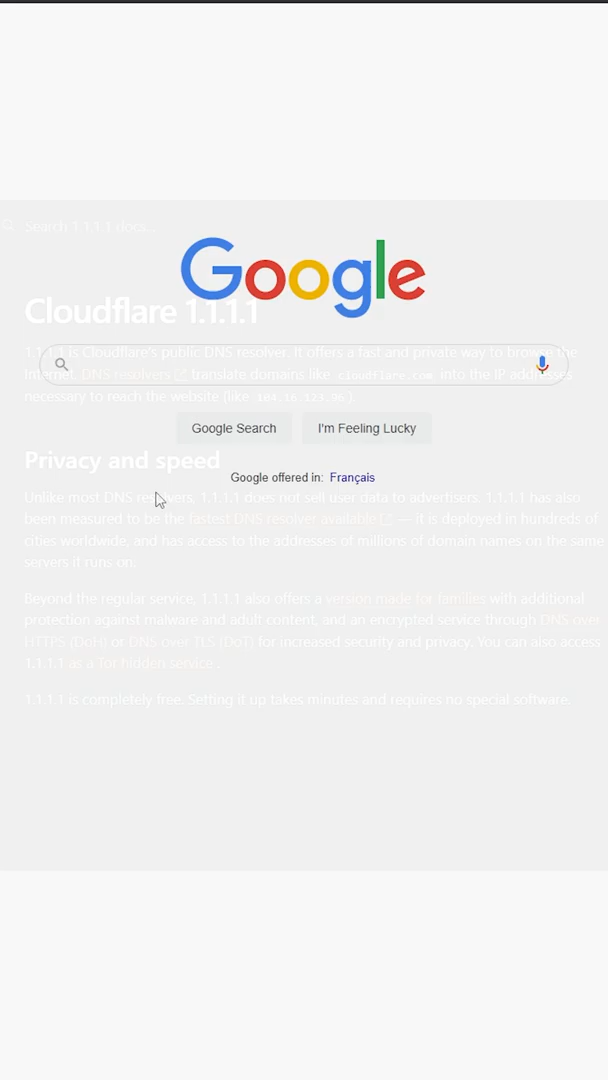 Search 1.1.1.1 docs...
Google
Cloudflare 1.1.1.1
1.1.1.1 is Cloudflare's public DNS resolver. It offers a fast and private way to browse the
Internet. DNS resolvers translate domains like cloudflare.com into the IP addresses
necessary to reach the website (like 104.16.123.96).
Google Search I'm Feeling Lucky
Privacy and speed
Google offered in: Français
Unlike most DNS resolvers, 1.1.1.1 does not sell user data to advertisers. 1.1.1.1 has also
been measured to be the fastest DNS resolver available — it is deployed in hundreds of
cities worldwide, and has access to the addresses of millions of domain names on the same
servers it runs on.
Beyond the regular service, 1.1.1.1 also offers a version made for families with additional
protection against malware and adult content, and an encrypted service through DNS over
HTTPS (DoH) or DNS over TLS (DoT) for increased security and privacy. You can also access
1.1.1.1 as a Tor hidden service .
1.1.1.1 is completely free. Setting it up takes minutes and requires no special software.